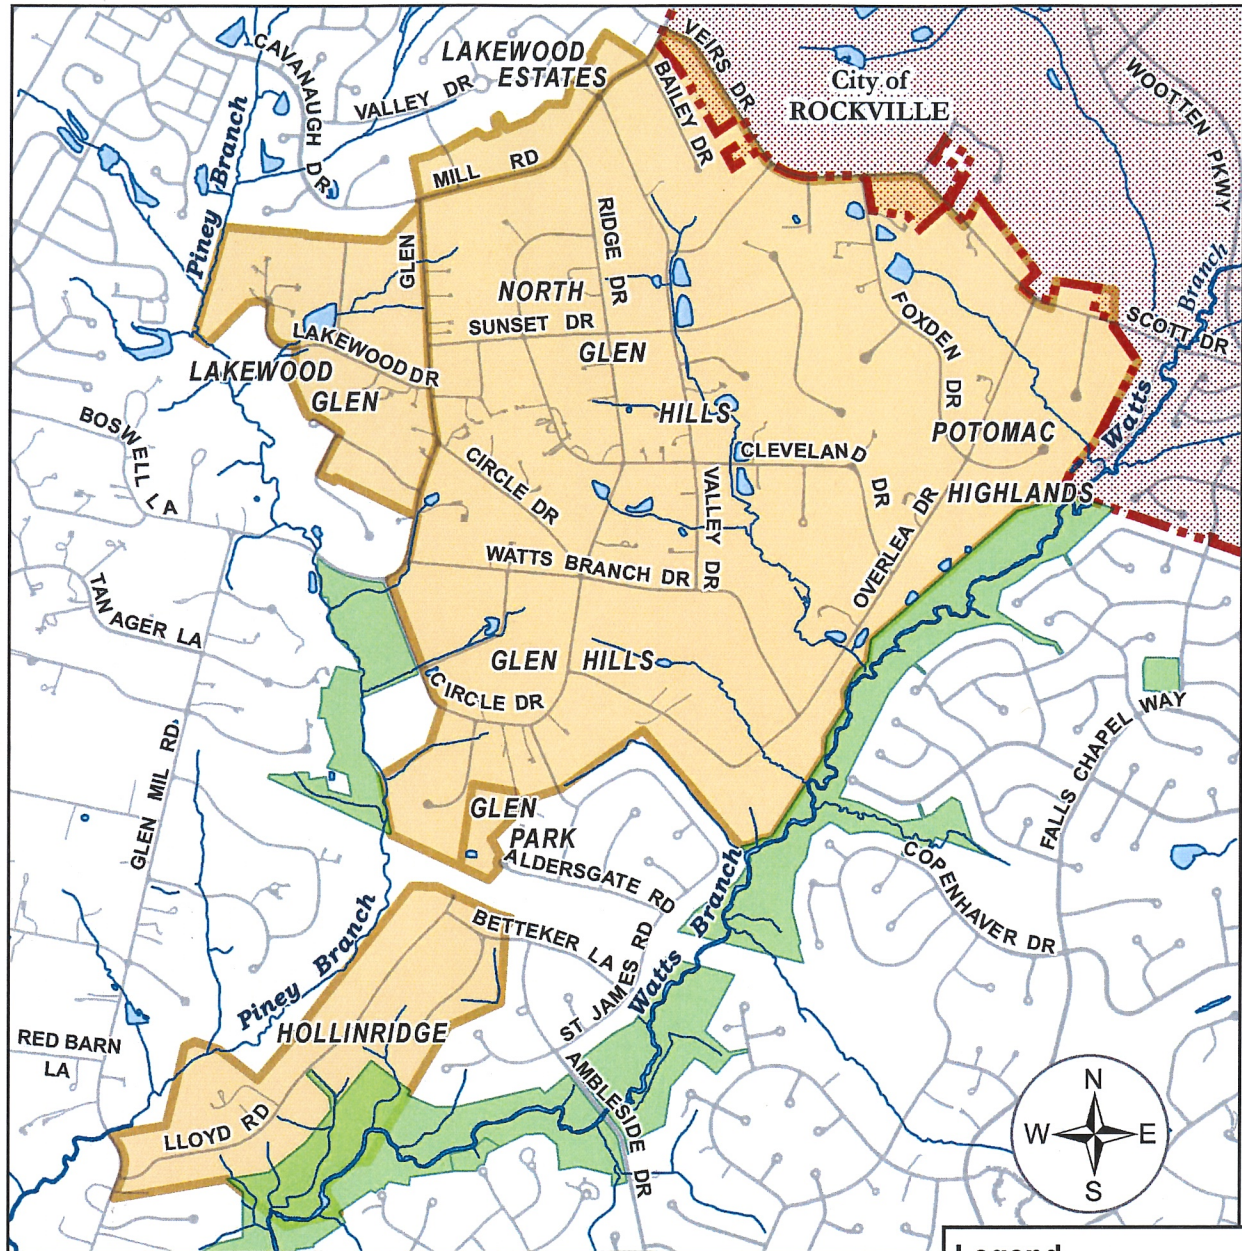 LAKEWOOD
ESTATES
VEIRS DR
CAVANAUGH DR
VALLEY DR
BAILEY DR
City of
ROCKVILLE
WOOTTEN PKWY
Piney Branch
MILL RD
GLEN
RIDGE DR
NORTH
SUNSET DR
GLEN
HILLS
FOXDEN DR
SCOTT DR
Watts Branch
LAKEWOOD DR
LAKEWOOD
GLEN
BOSWELL LA
CIRCLE DR
CLEVELAND DR
POTOMAC
HIGHLANDS
VALLEY DR
OVERLEA DR
WATTS BRANCH DR
TANAGER LA
GLEN HILLS
CIRCLE DR
GLEN MIL RD
FALLS CHAPEL WAY
GLEN
PARK
ALDERSGATE RD
COPENHAVER DR
BETTEKER LA
ST JAMES RD
Watts Branch
Piney Branch
HOLLINRIDGE
RED BARN
LA
LLOYD RD
AMBLESIDE DR
N
W E
S